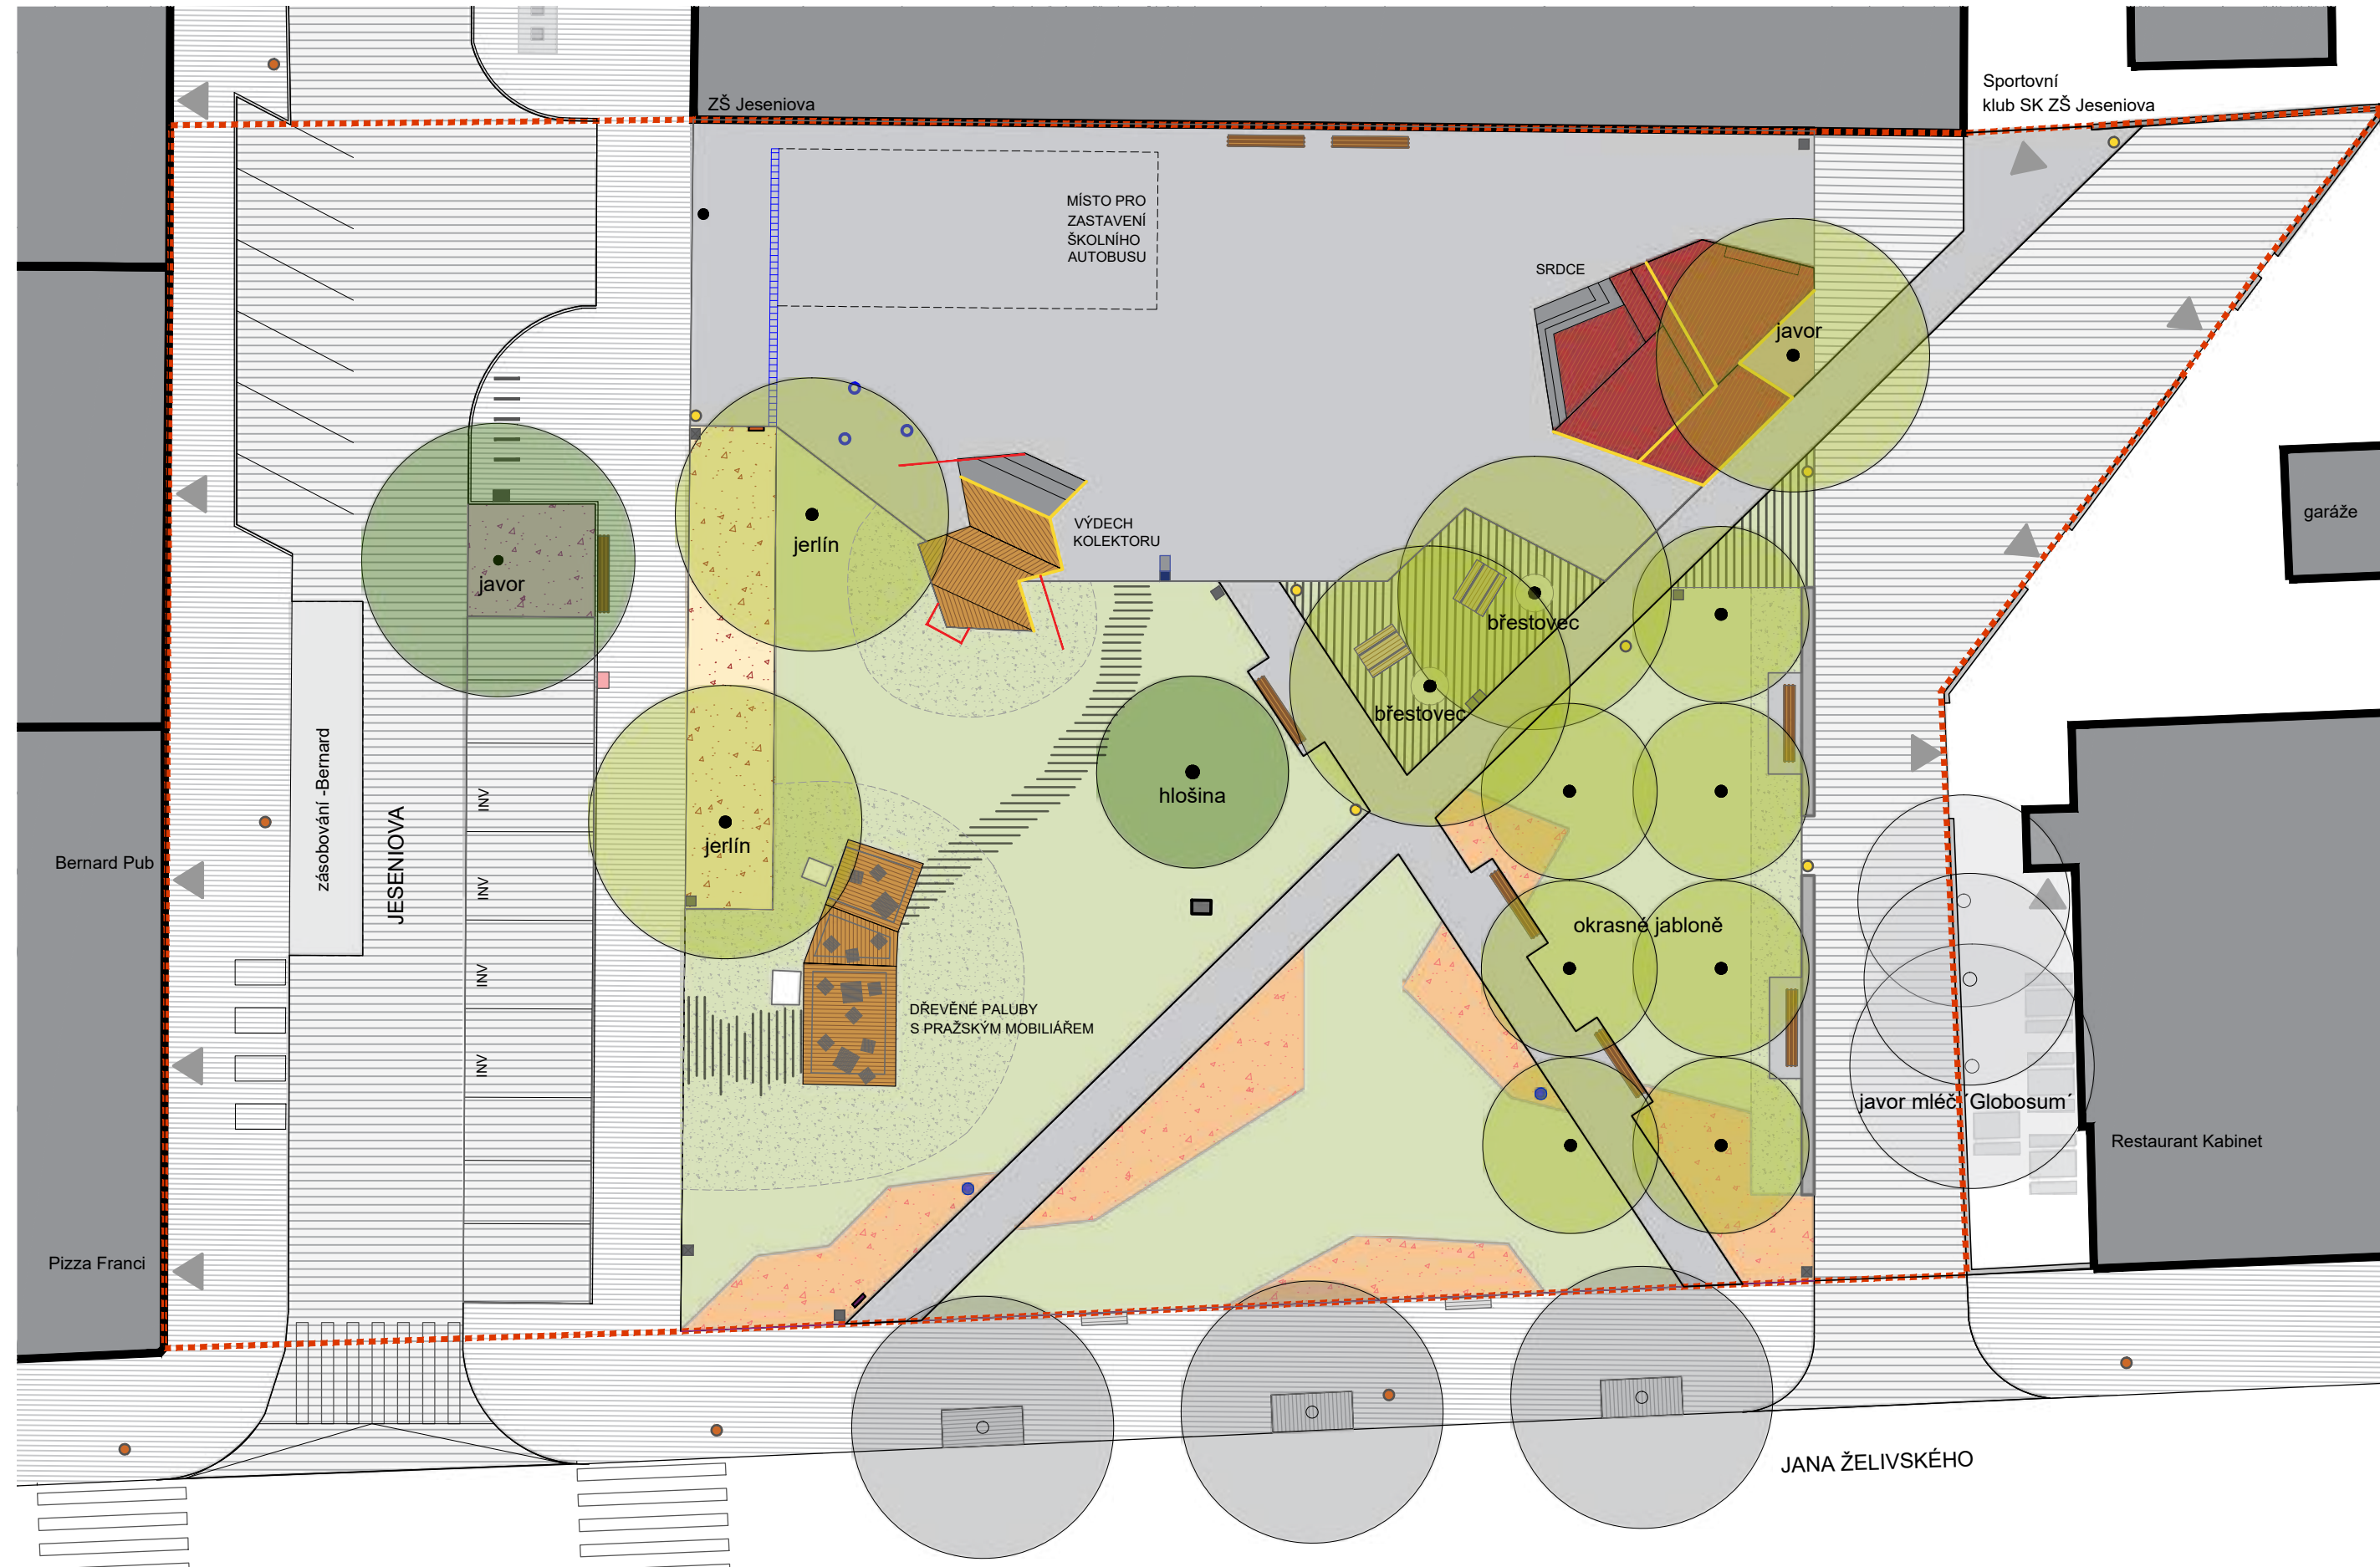 Sportovní
klub SK ZŠ Jeseniova
ZŠ Jeseniova
MÍSTO PRO
ZASTAVENÍ
ŠKOLNÍHO
AUTOBUSU
SRDCE
javor
garáže
VÝDECH
KOLEKTORU
jerlín
javor
břestovec
břestovec
hlošina
jerlín
zásobování -Bernard
JESENIOVA
INV
INV
INV
INV
Bernard Pub
okrasné jabloně
DŘEVĚNÉ PALUBY
S PRAŽSKÝM MOBILIÁŘEM
javor mléč ´Globosum´
Restaurant Kabinet
Pizza Franci
JANA ŽELIVSKÉHO